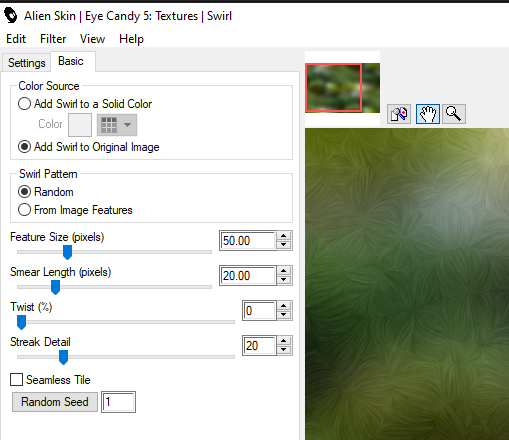 Alien Skin | Eye Candy 5: Textures | Swirl
Edit Filter View Help
Settings Basic
Color Source
Add Swirl to a Solid Color
Color
Add Swirl to Original Image
Swirl Pattern
Random
From Image Features
Feature Size (pixels) 50.00
Smear Length (pixels) 20.00
Twist (%) 0
Streak Detail 20
Seamless Tile
Random Seed 1